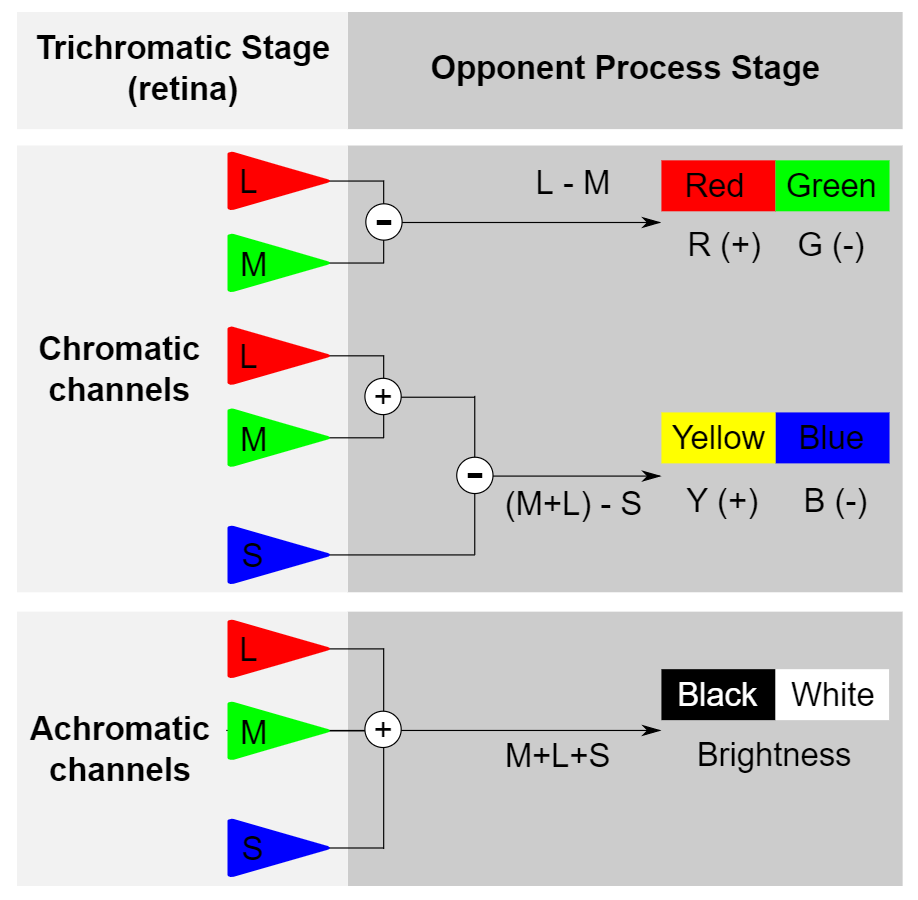 Trichromatic Stage
(retina)
Opponent Process Stage
Chromatic
channels
L
M
-
L - M
Red
Green
R (+)
G (-)
L
M
+
S
-
(M+L) - S
Yellow
Blue
Y (+)
B (-)
Achromatic
channels
L
M
S
+
M+L+S
Black
White
Brightness